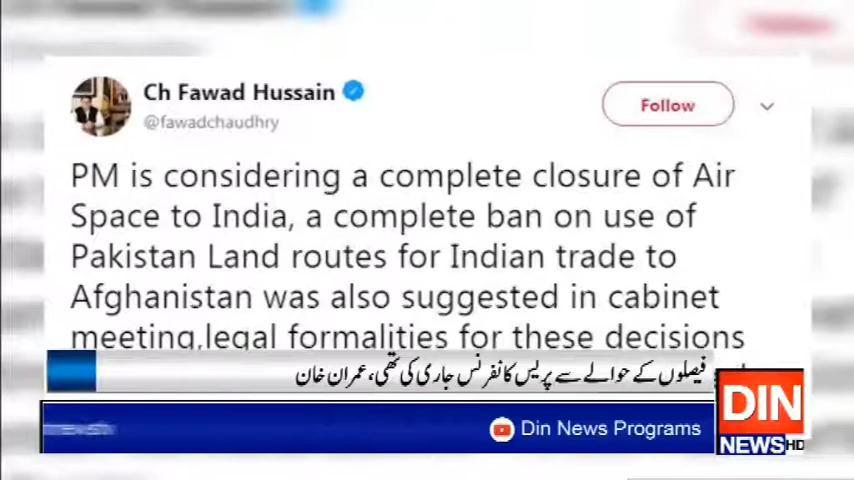 Ch Fawad Hussain
@fawadchaudhry
Follow
PM is considering a complete closure of Air
Space to India, a complete ban on use of
Pakistan Land routes for Indian trade to
Afghanistan was also suggested in cabinet
meeting,legal formalities for these decisions
فیصلوں کے حوالے سے پریس کانفرنس جاری کی تھی، عمران خان
Din News Programs
DIN
NEWS HD